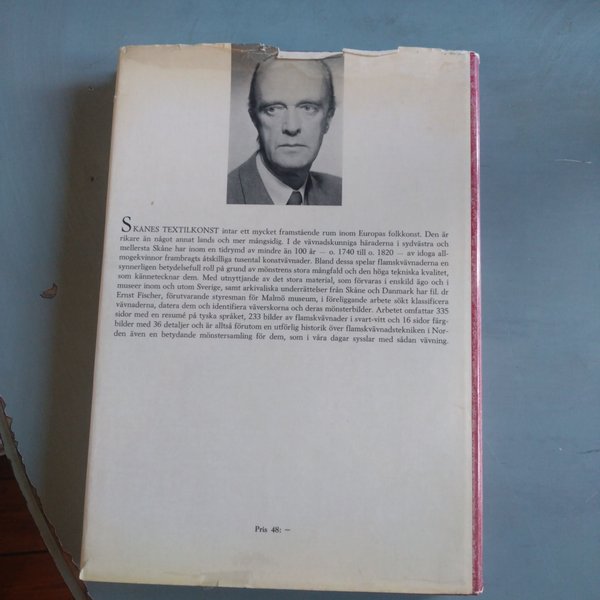 SKANES TEXTILKONST intar ett mycket framstående rum inom Europas folkkonst. Den är
rikare än något annat lands och mer mångsidig. I de vävnadskunniga häraderna i sydvästra och
mellersta Skåne har inom en tidrymd av mindre än 100 år — o. 1740 till o. 1820 — av idoga all-
mogekvinnor frambragts åtskilliga tusental konstvävnader. Bland dessa spelar flamskvävnaderna en
synnerligen betydelsefull roll på grund av mönstrens stora mångfald och den höga tekniska kvalitet,
som kännetecknar dem. Med utnyttjande av det stora material, som förvaras i enskild ägo och i
museer inom och utom Sverige, samt arkivaliska underrättelser från Skåne och Danmark har fil. dr
Ernst Fischer, förutvarande styresman för Malmö museum, i föreliggande arbete sökt klassificera
vävnaderna, datera dem och identifiera väverskorna och deras mönsterbilder. Arbetet omfattar 335
sidor med en resumé på tyska språket, 233 bilder av flamskvävnader i svart-vitt och 16 sidor färg-
bilder med 36 detaljer och är alltså förutom en utförlig historik över flamskvävnadstekniken i Nor-
den även en betydande mönstersamling för dem, som i våra dagar sysslar med sådan vävning.
Pris 48: –